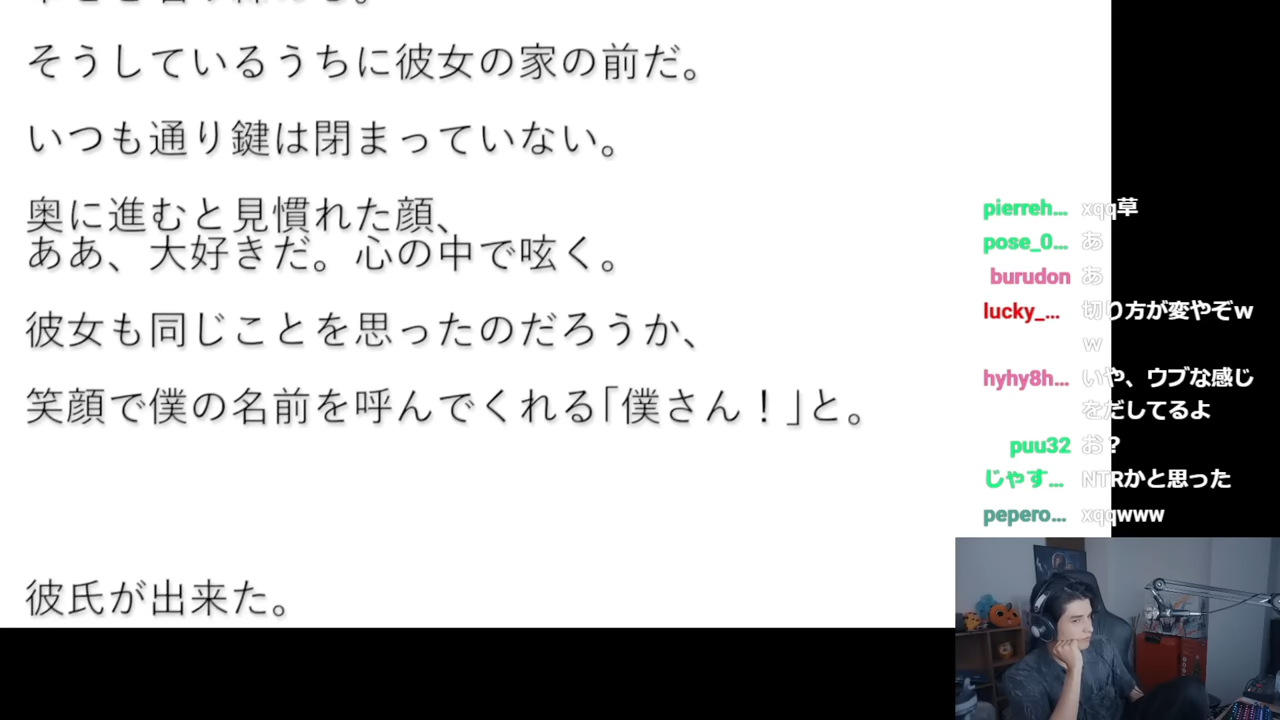 そうしているうちに彼女の家の前だ。
いつも通り鍵は閉まっていない。
奥に進むと見慣れた顔、
ああ、大好きだ。心の中で呟く。
彼女も同じことを思ったのだろうか、
笑顔で僕の名前を呼んでくれる「僕さん！」と。
彼氏が出来た。
pierreh... xqq草
pose_0... あ
burudon あ
lucky_... 切り方が変やぞw
w
hyhy8h... いや、ウブな感じ
をだしてるよ
puu32 お？
じゃす... NTRかと思った
pepero... xqqwww